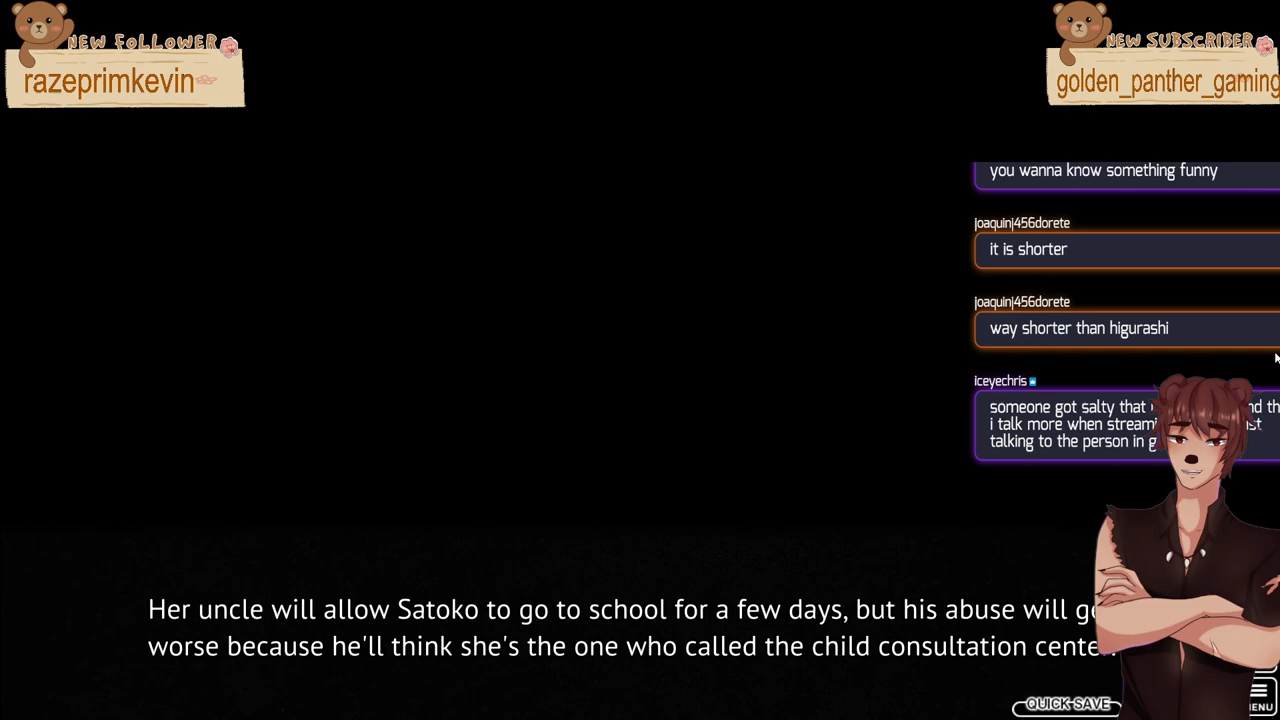 NEW FOLLOWER
razeprimkevin
NEW SUBSCRIBER
golden_panther_gaming
you wanna know something funny
joaquinj456dorete
it is shorter
joaquinj456dorete
way shorter than higurashi
iceyechris
someone got salty that
i talk more when
talking to the person in
Her uncle will allow Satoko to go to school for a few days, but his abuse will
worse because he'll think she's the one who called the child consultation center.
QUICK SAVE
MENU